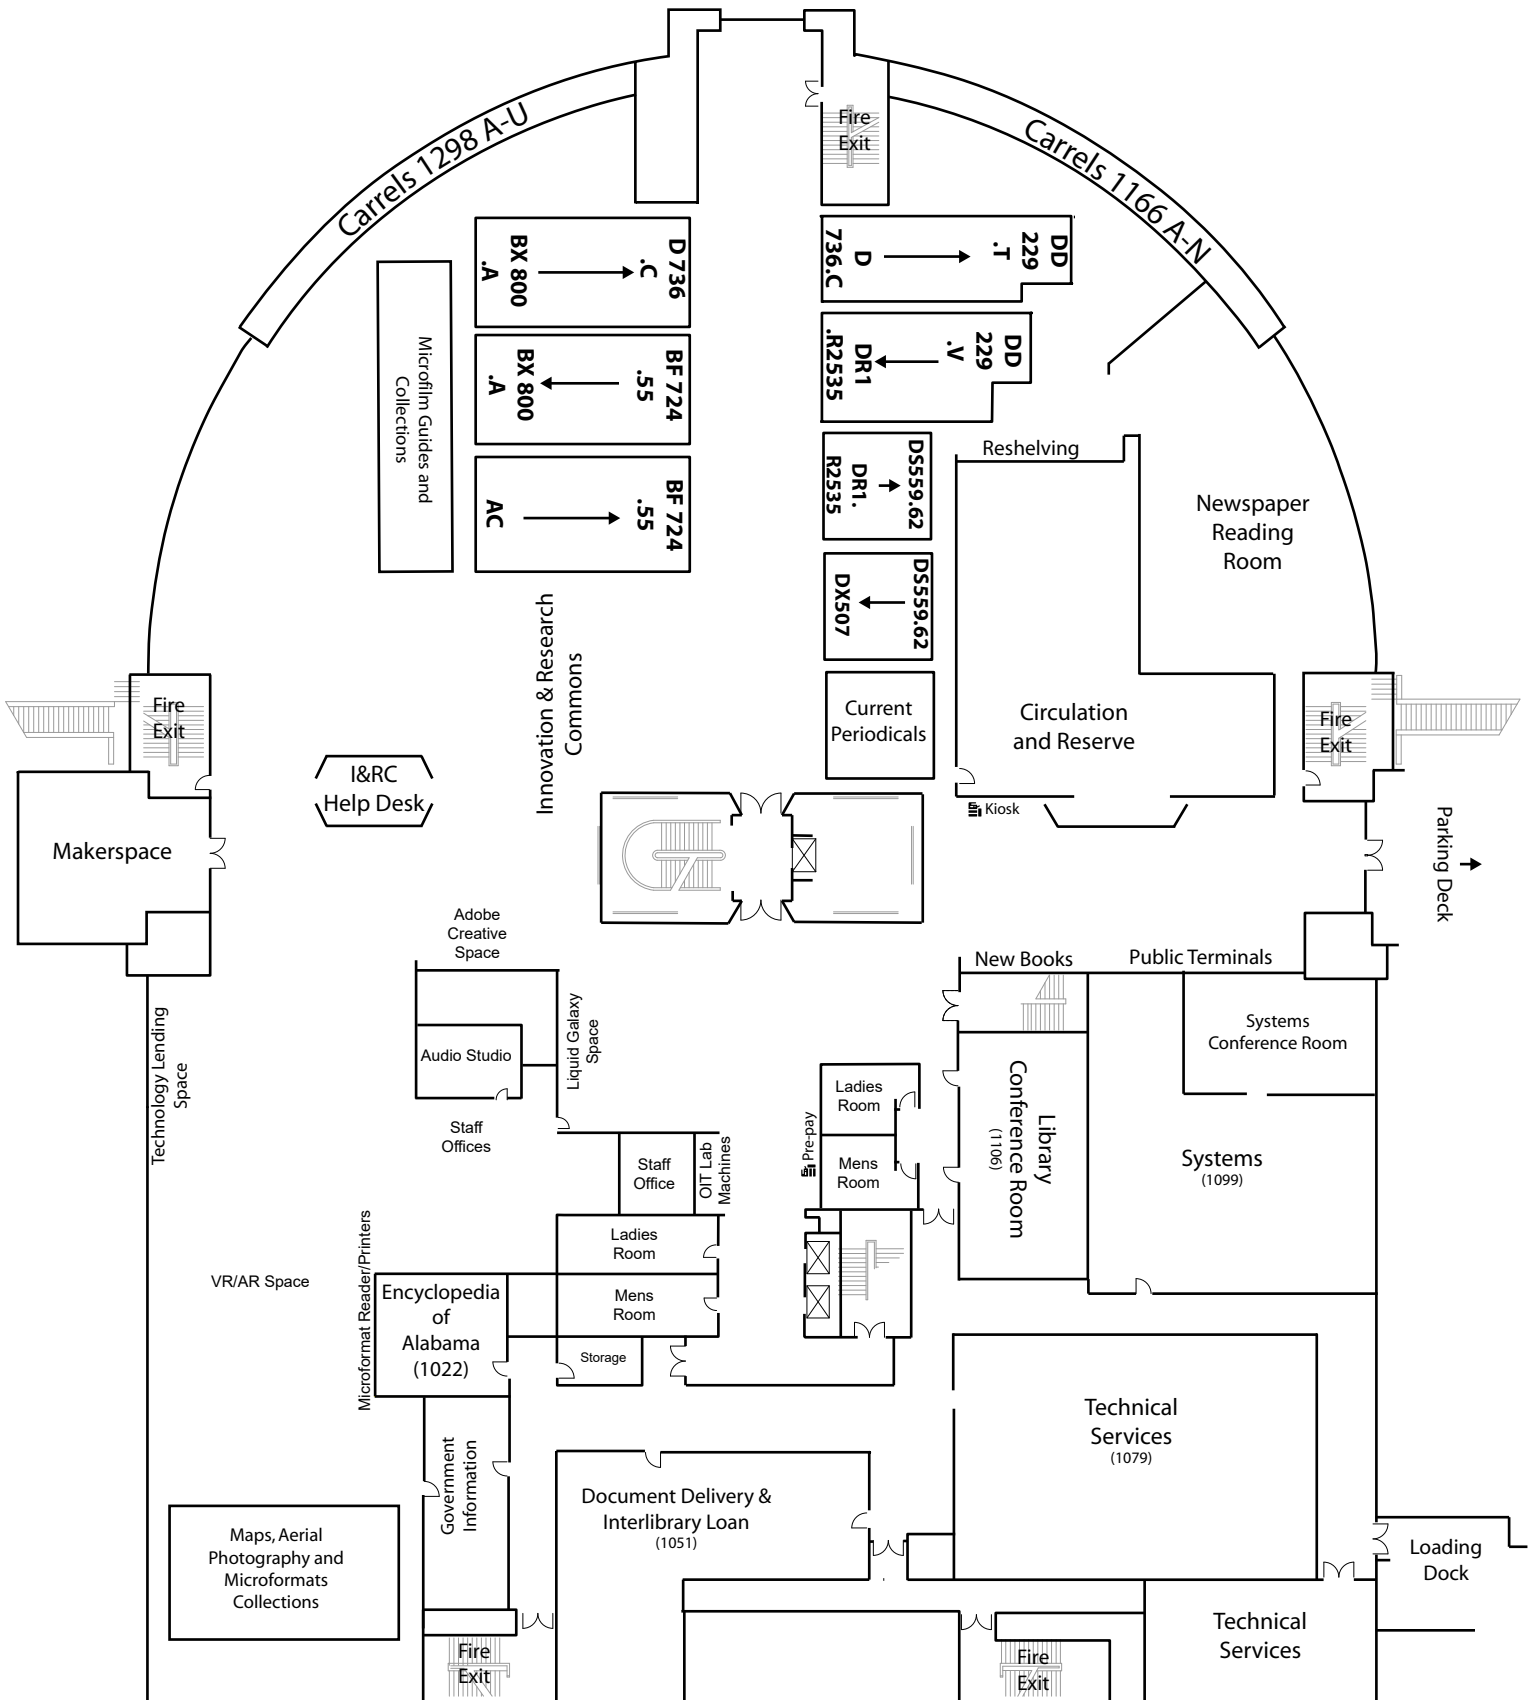 Carrels 1298 A-U
Fire
Exit
Carrels 1166 A-N
BX 800
.A
D 736
.C
D
736.C
DD
229
.T
Microfilm Guides and
Collections
BX 800
.A
BF 724
.55
DR1
.R2535
DD
229
.V
AC
BF 724
.55
DR1.
R2535
DS559.62
Reshelving
Newspaper
Reading
Room
DX507
DS559.62
Innovation & Research
Commons
Current
Periodicals
Circulation
and Reserve
Fire
Exit
Fire
Exit
I&RC
Help Desk
Kiosk
Makerspace
Parking Deck
Adobe
Creative
Space
New Books
Public Terminals
Technology Lending
Space
Liquid Galaxy
Space
Audio Studio
Systems
Conference Room
Library
Conference Room
(1106)
Ladies
Room
Staff
Offices
Pre-pay
Mens
Room
Staff
Office
OIT Lab
Machines
Systems
(1099)
Ladies
Room
VR/AR Space
Microformat Reader/Printers
Encyclopedia
of
Alabama
(1022)
Mens
Room
Storage
Technical
Services
(1079)
Government
Information
Document Delivery &
Interlibrary Loan
(1051)
Maps, Aerial
Photography and
Microformats
Collections
Loading
Dock
Technical
Services
Fire
Exit
Fire
Exit